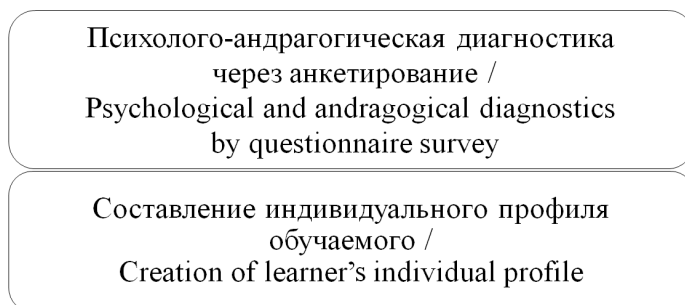 Психолого-андрагогическая диагностика
через анкетирование /
Psychological and andragogical diagnostics
by questionnaire survey
Составление индивидуального профиля
обучаемого /
Creation of learner’s individual profile